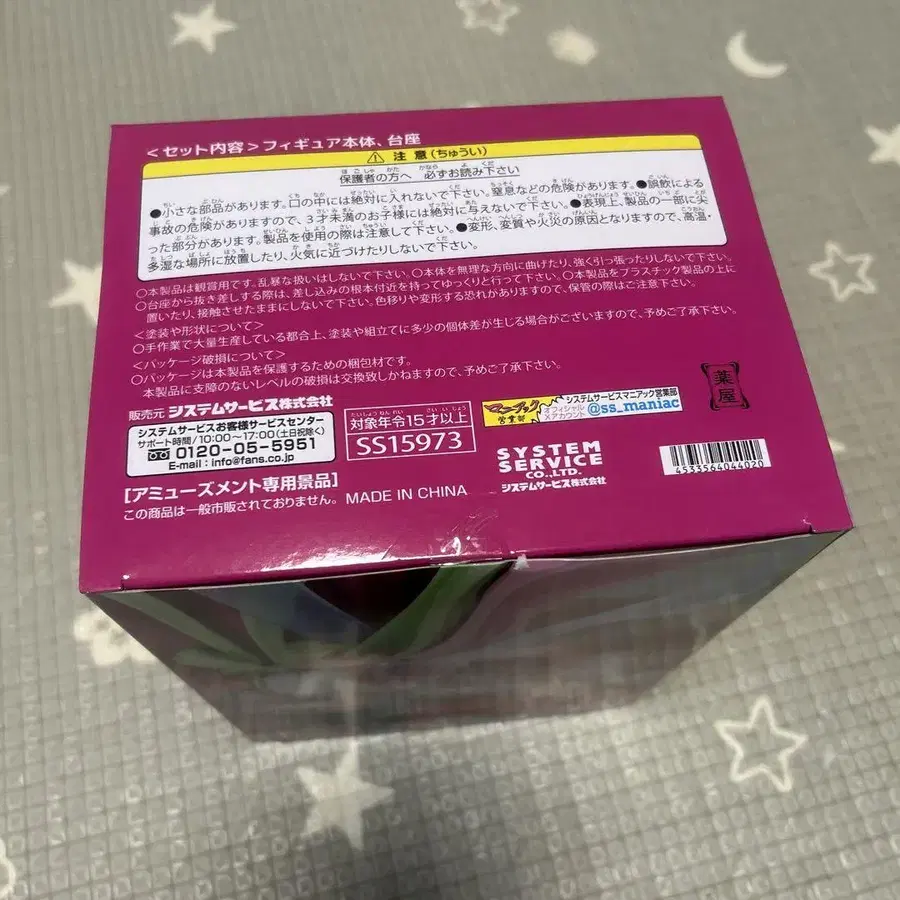 ＜セット内容＞フィギュア本体、台座
⚠ 注意(ちゅうい)
保護者の方へ 必ずお読み下さい
●小さな部品があります。口の中には絶対に入れないで下さい。窒息などの危険があります。●誤飲による
事故の危険がありますので、3才未満のお子様には絶対に与えないで下さい。●表現上、製品の一部に尖
った部分があります。製品を使用の際は注意して下さい。●変形、変質や火災の原因となりますので、高温・
多湿な場所に放置したり、火気に近づけたりしないで下さい。
○本製品は観賞用です。乱暴な扱いはしないで下さい。○本体を無理な方向に曲げたり、強く引っ張ったりしないで下さい。
○台座から抜き差しする際は、差し込みの根本付近を持ってゆっくりと行って下さい。○本製品をプラスチック製品の上に
置いたり、接触させたままにしないで下さい。色移りや変形する恐れがありますので、保管の際はご注意下さい。
＜塗装や形状について＞
○手作業で大量生産している都合上、塗装や組立てに多少の個体差が生じる場合がございますので、予めご了承下さい。
＜パッケージ破損について＞
○パッケージは本製品を保護するための梱包材です。
本製品に支障のないレベルの破損は交換致しかねますので、予めご了承下さい。
販売元 システムサービス株式会社
システムサービスお客様サービスセンター
サポート時間/10:00〜17:00(土日祝除く)
0120-05-5951
E-mail : info@fans.co.jp
たいしょうねんれい さいいじょう
対象年令15才以上
SS15973
マニアック
営業部
システムサービスマニアック営業部
オフィシャル
Xアカウント
@ss_maniac
薬屋
SYSTEM
SERVICE
CO.,LTD.
システムサービス株式会社
4533564044020
[アミューズメント専用景品]
この商品は一般市販されておりません。
MADE IN CHINA